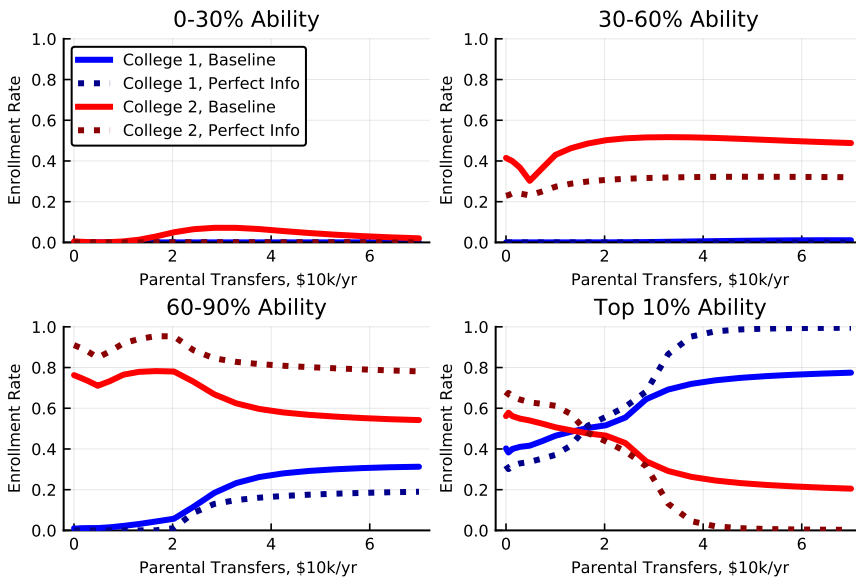 0-30% Ability
Enrollment Rate
1.0
0.8
0.6
0.4
0.2
0.0
College 1, Baseline
College 1, Perfect Info
College 2, Baseline
College 2, Perfect Info
0 2 4 6
Parental Transfers, $10k/yr
30-60% Ability
Enrollment Rate
1.0
0.8
0.6
0.4
0.2
0.0
0 2 4 6
Parental Transfers, $10k/yr
60-90% Ability
Enrollment Rate
1.0
0.8
0.6
0.4
0.2
0.0
0 2 4 6
Parental Transfers, $10k/yr
Top 10% Ability
Enrollment Rate
1.0
0.8
0.6
0.4
0.2
0.0
0 2 4 6
Parental Transfers, $10k/yr